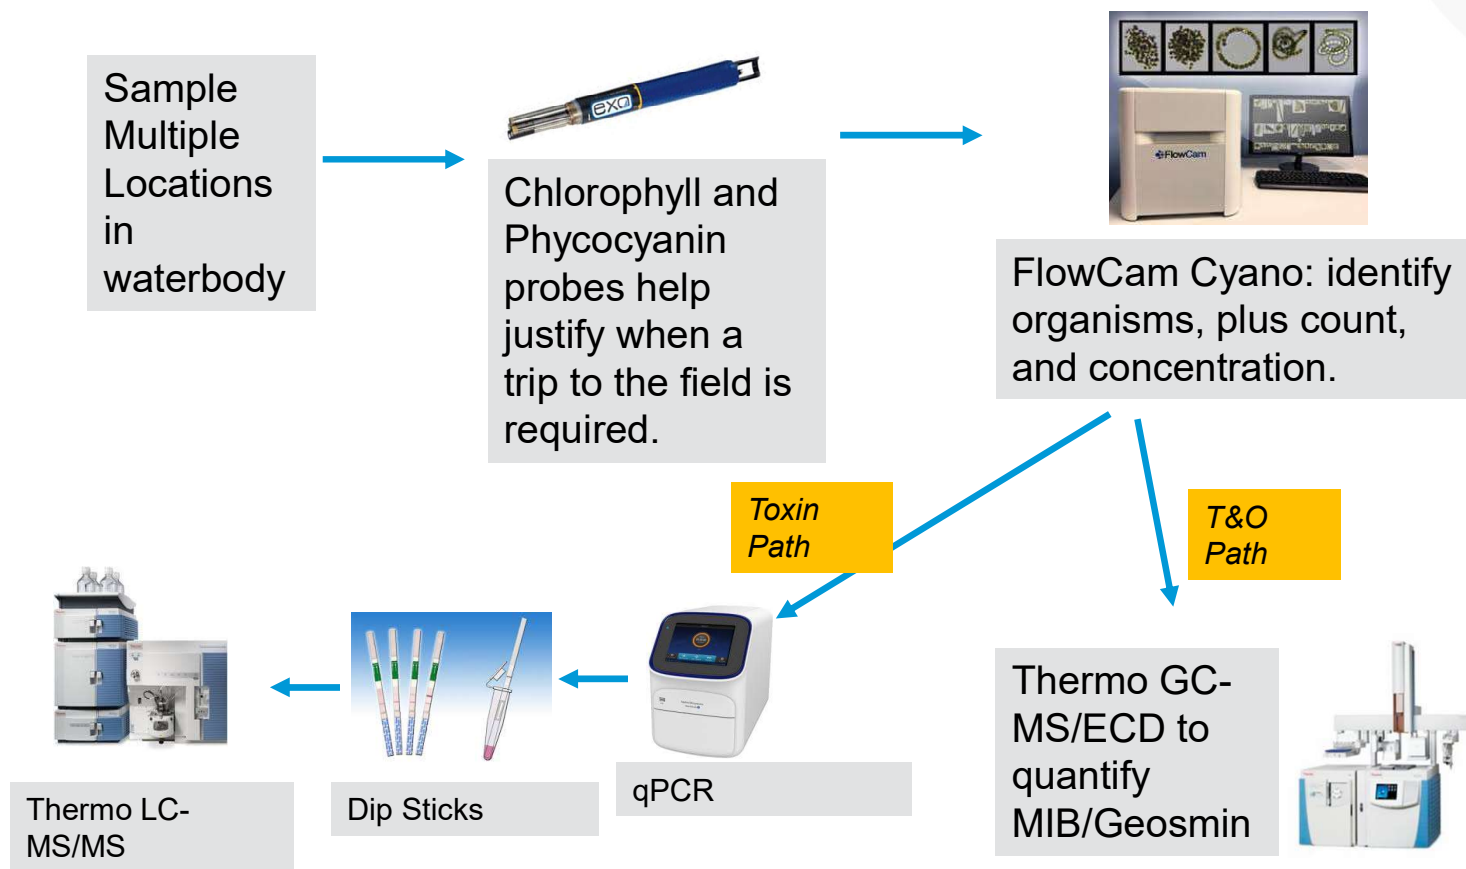 Sample
Multiple
Locations
in
waterbody
exo
Chlorophyll and
Phycocyanin
probes help
justify when a
trip to the field is
required.
FlowCam
FlowCam Cyano: identify
organisms, plus count,
and concentration.
Toxin
Path
T&O
Path
Thermo LC-
MS/MS
Dip Sticks
qPCR
Thermo GC-
MS/ECD to
quantify
MIB/Geosmin